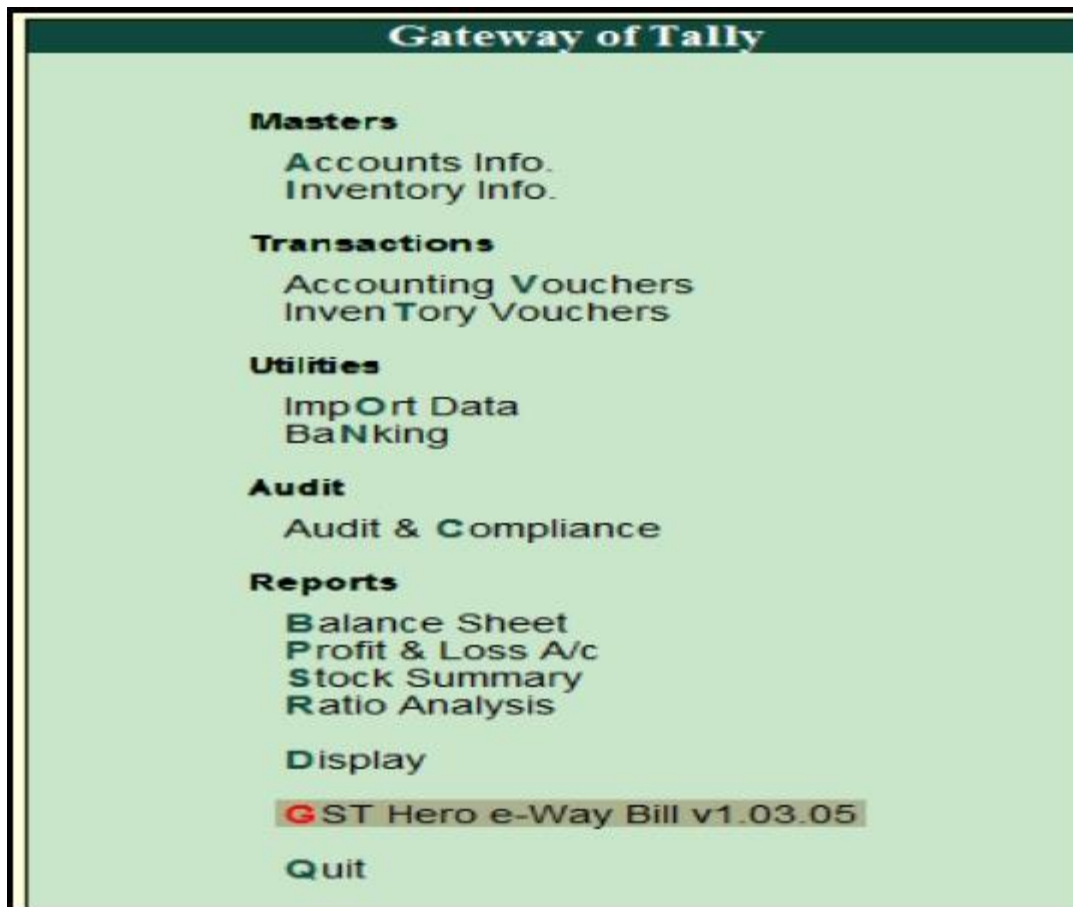 Gateway of Tally
Masters
Accounts Info.
Inventory Info.
Transactions
Accounting Vouchers
InvenTory Vouchers
Utilities
ImpOrt Data
BaNking
Audit
Audit & Compliance
Reports
Balance Sheet
Profit & Loss A/c
Stock Summary
Ratio Analysis
Display
GST Hero e-Way Bill v1.03.05
Quit